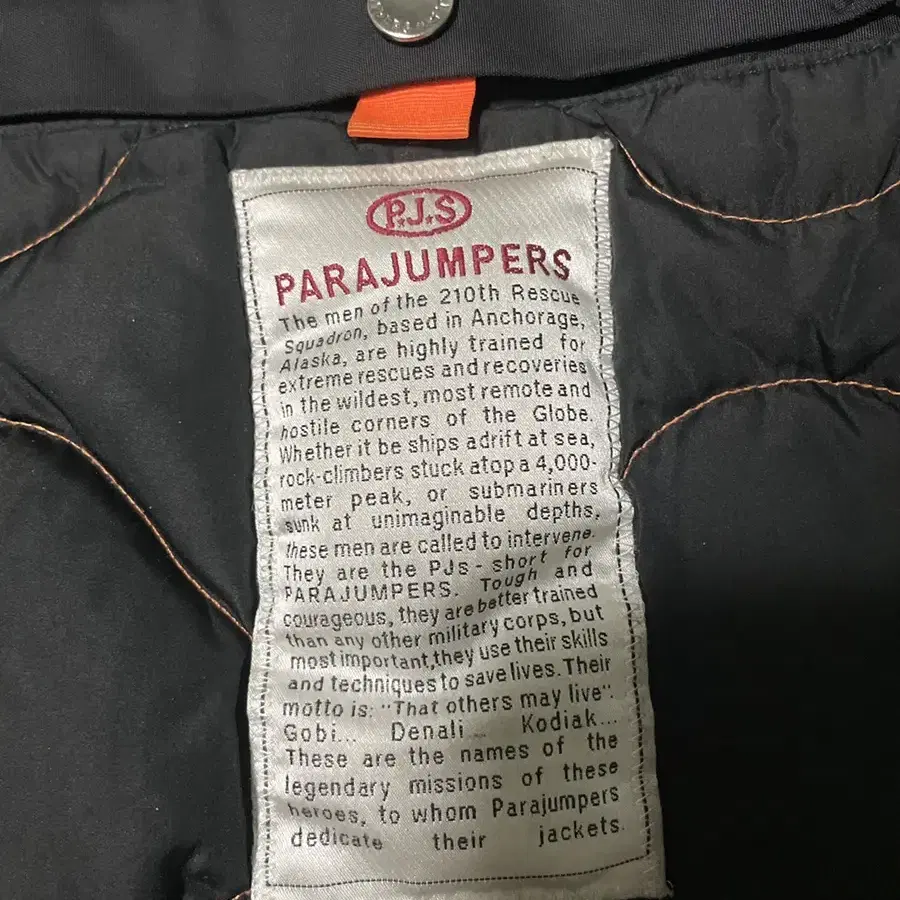 P.J.S
PARAJUMPERS
The men of the 210th Rescue
Squadron, based in Anchorage,
Alaska, are highly trained for
extreme rescues and recoveries
in the wildest, most remote and
hostile corners of the Globe.
Whether it be ships adrift at sea,
rock-climbers stuck atop a 4,000-
meter peak, or submariners
sunk at unimaginable depths,
these men are called to intervene.
They are the PJs - short for
PARAJUMPERS. Tough and
courageous, they are better trained
than any other military corps, but
most important, they use their skills
and techniques to save lives. Their
motto is: "That others may live".
Gobi... Denali... Kodiak...
These are the names of the
legendary missions of these
heroes, to whom Parajumpers
dedicate their jackets.